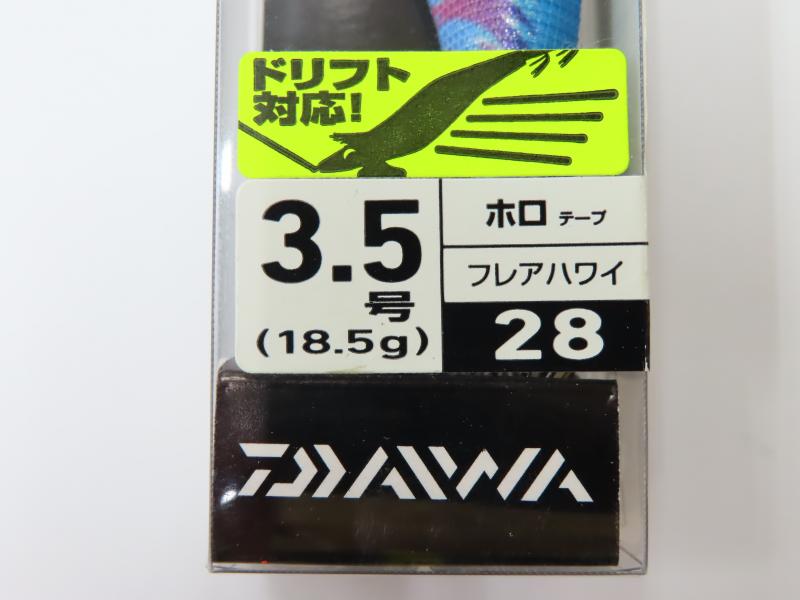 ドリフト
対応!
3.5
号
(18.5g)
ホロ テープ
フレアハワイ
28
DAIWA